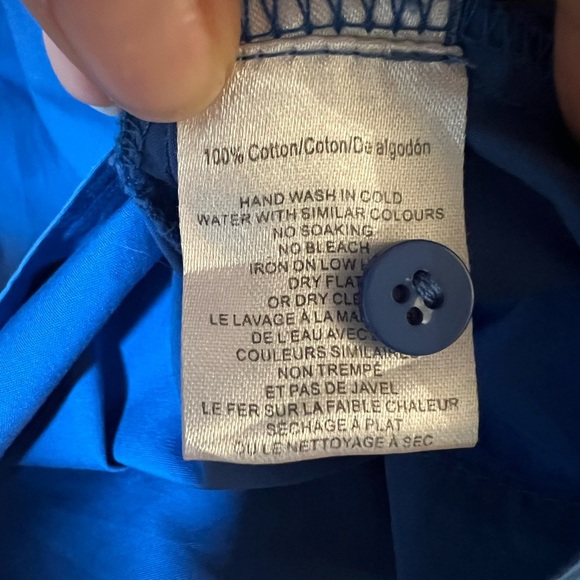 100% Cotton/Coton/De algodón
HAND WASH IN COLD
WATER WITH SIMILAR COLOURS
NO SOAKING
NO BLEACH
IRON ON LOW
DRY FLAT
OR DRY
LE LAVAGE À LA
DE L'EAU AVEC
COULEURS
NON TREMPÉ
ET PAS DE JAVEL
LE FER SUR LA FAIBLE CHALEUR
SECHAGE À PLAT
OU LE NETTOYAGE À SEC